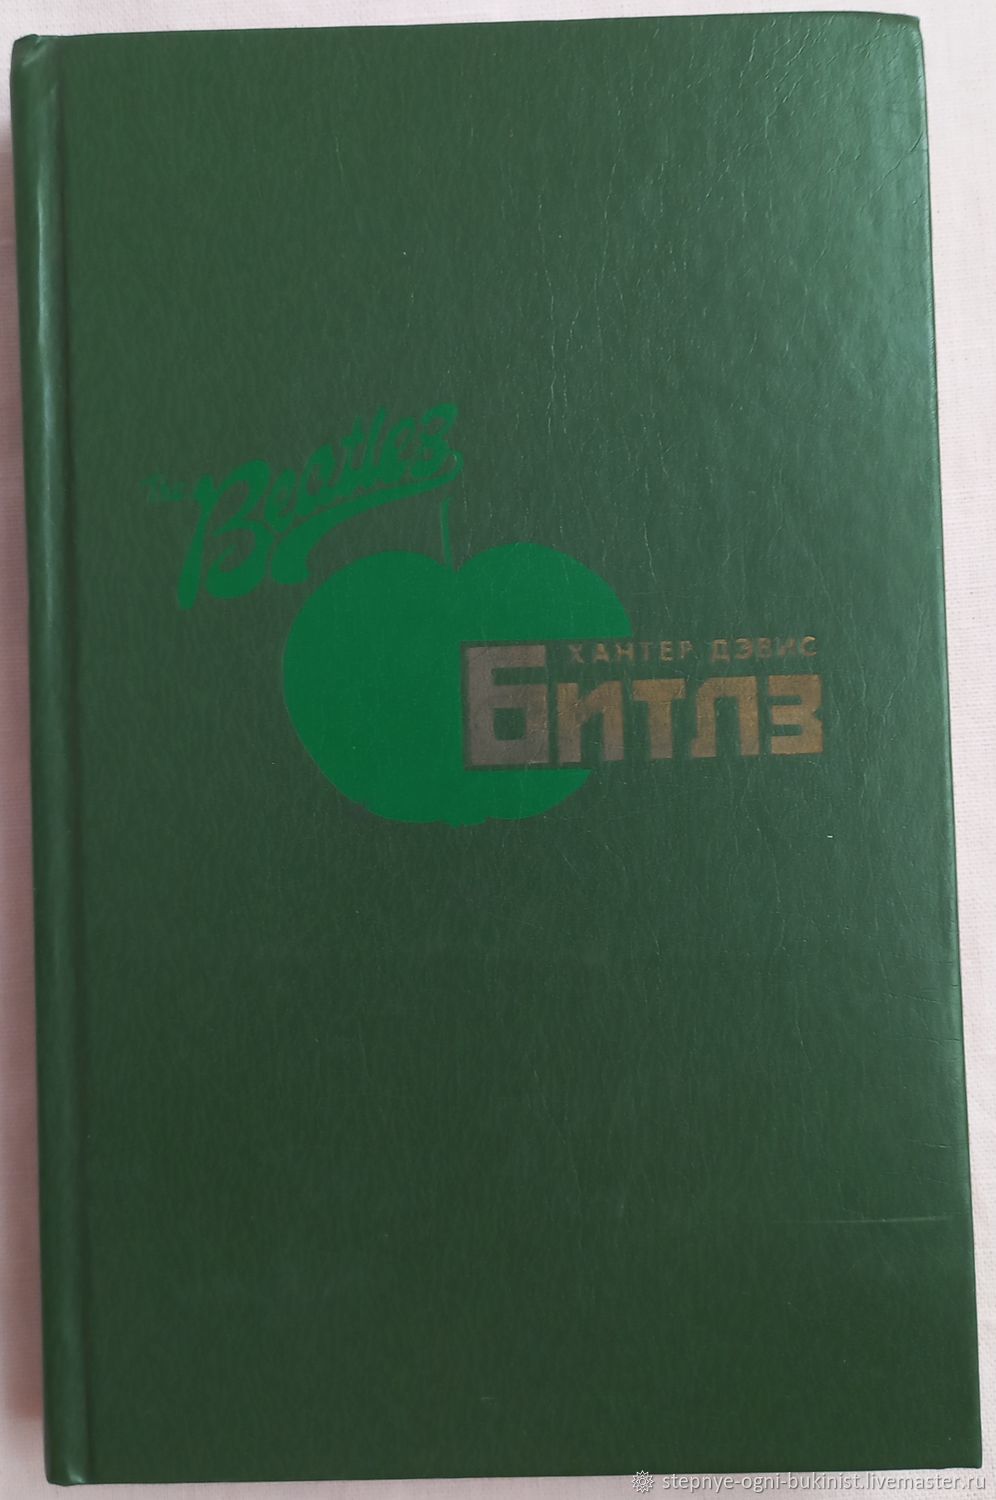 The Beatles
ХАНТЕР ДЭВИС
БИТЛЗ
stepnye-ogni-bukinist.livemaster.ru